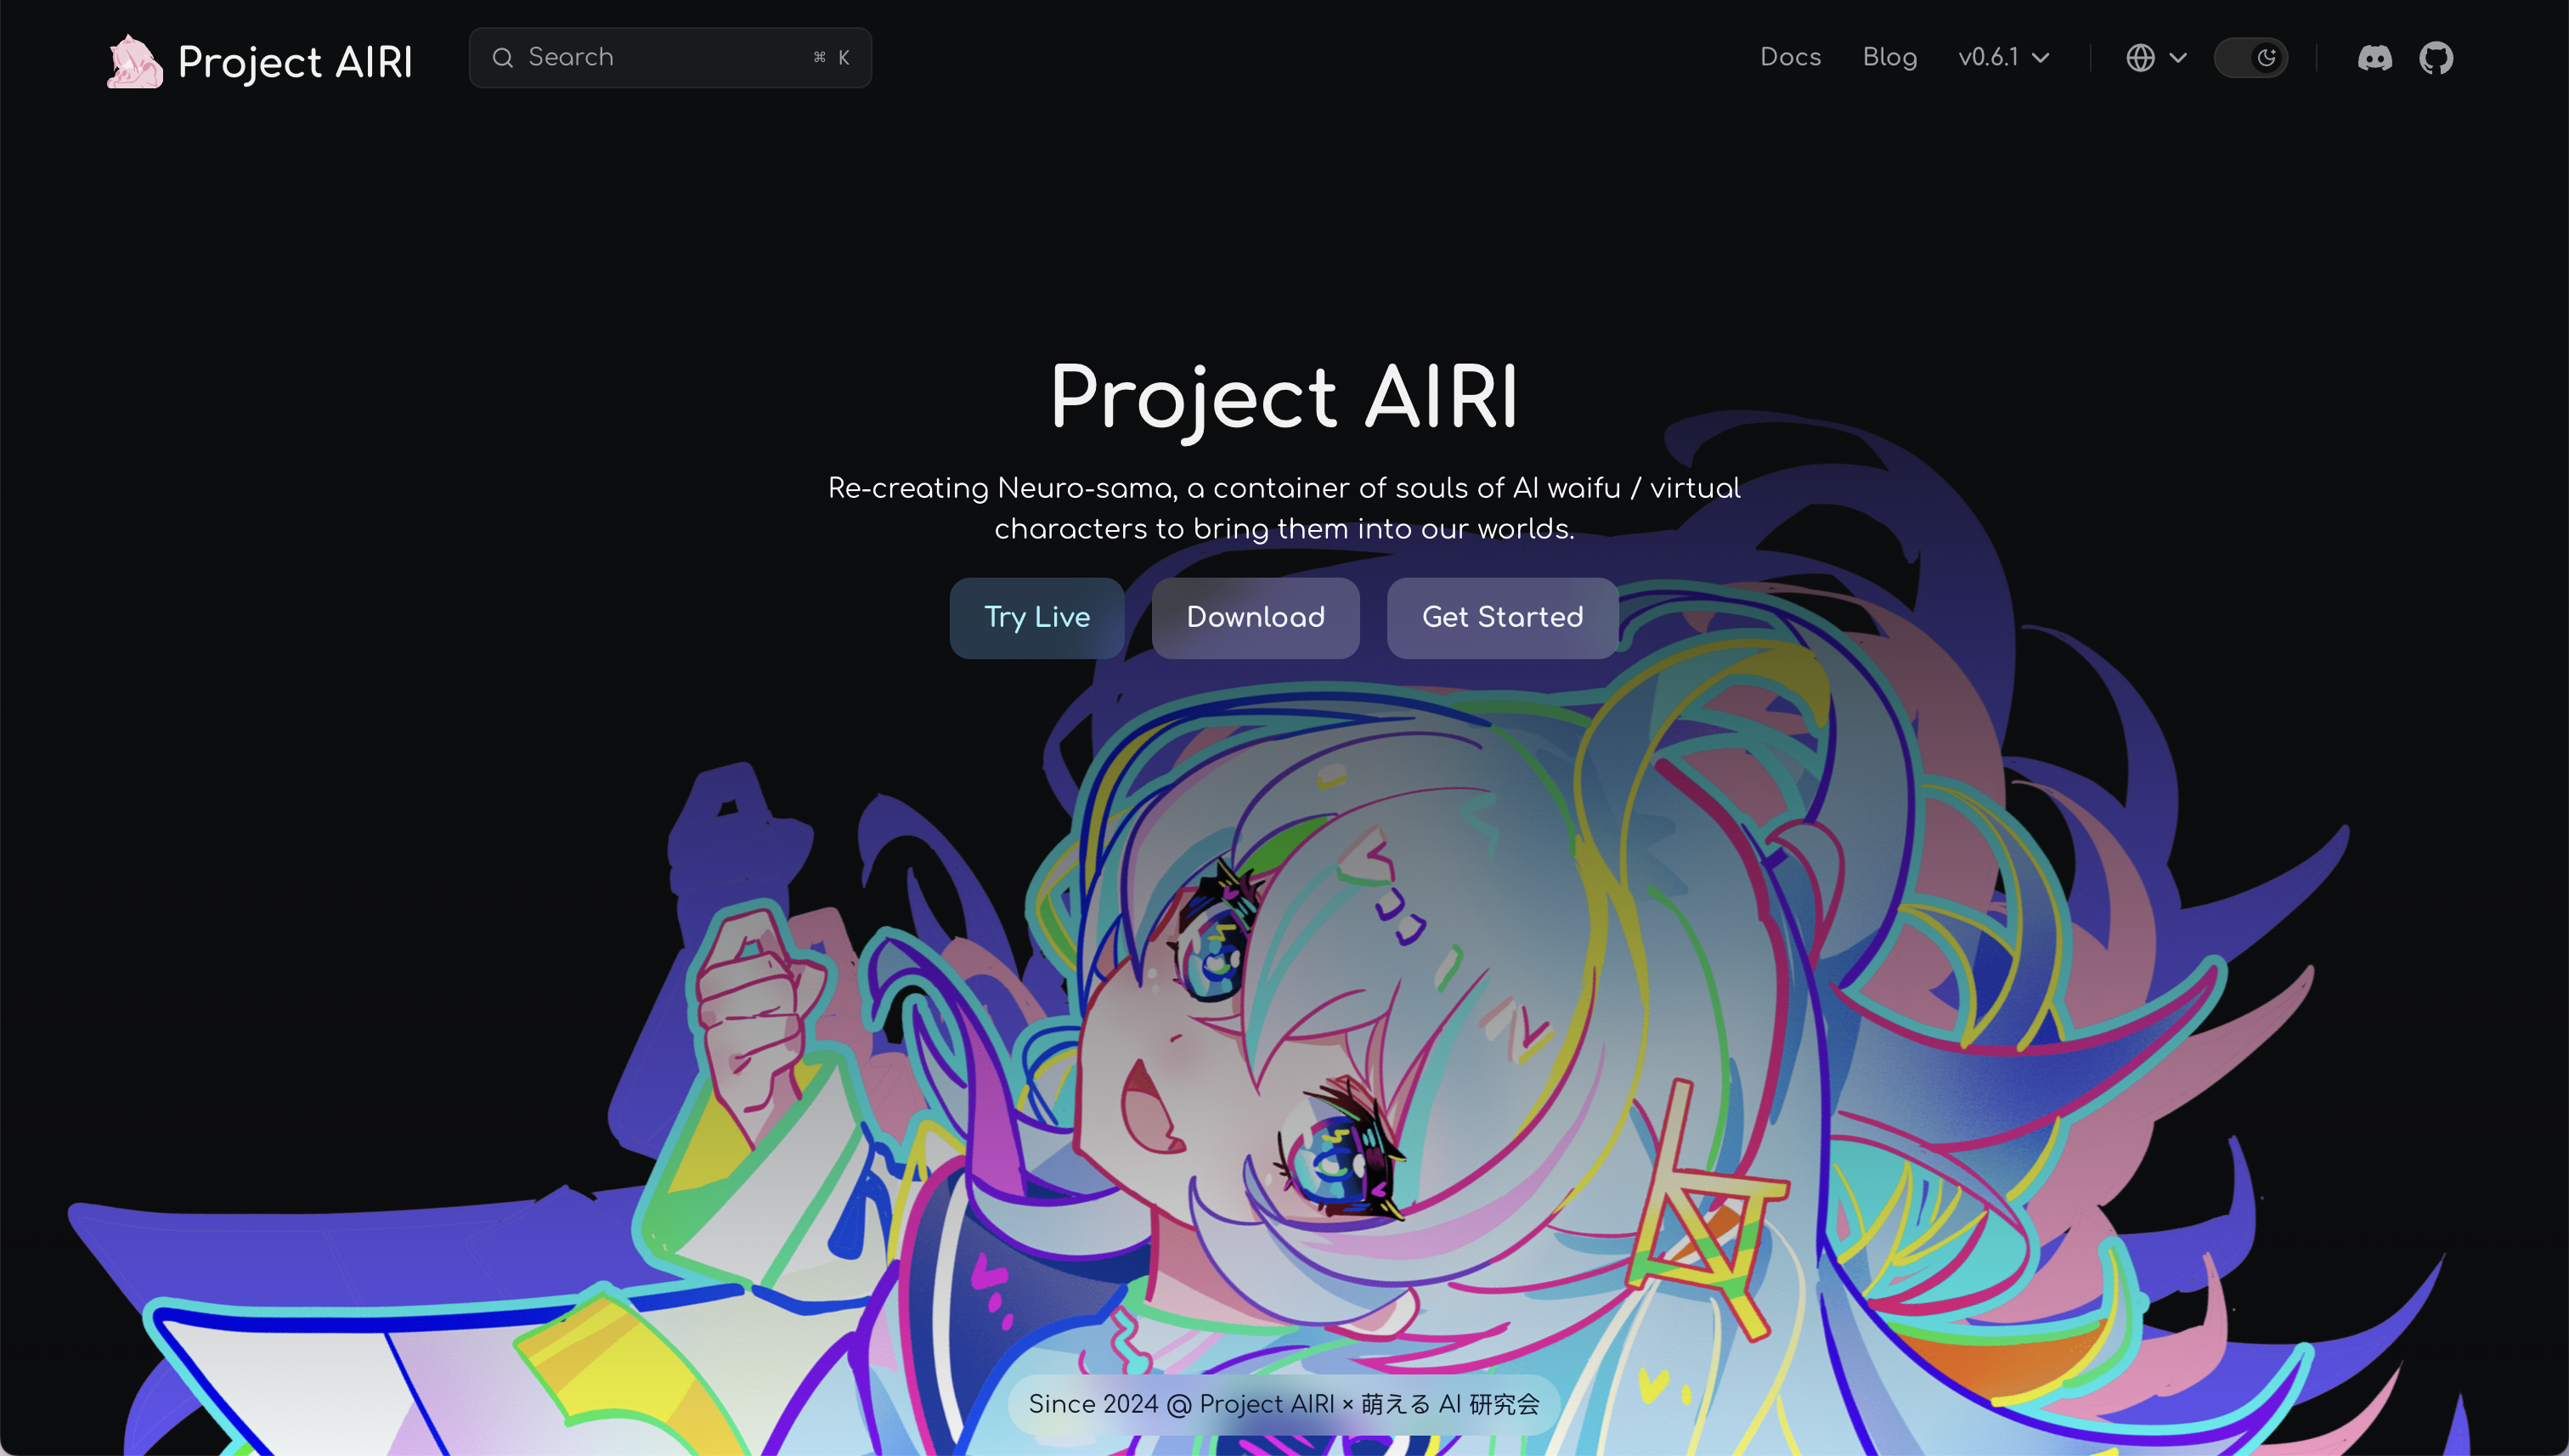 Project AIRI
Search
⌘ K
Docs
Blog
v0.6.1
Project AIRI
Re-creating Neuro-sama, a container of souls of AI waifu / virtual
characters to bring them into our worlds.
Try Live
Download
Get Started
Since 2024 @ Project AIRI × 萌える AI 研究会